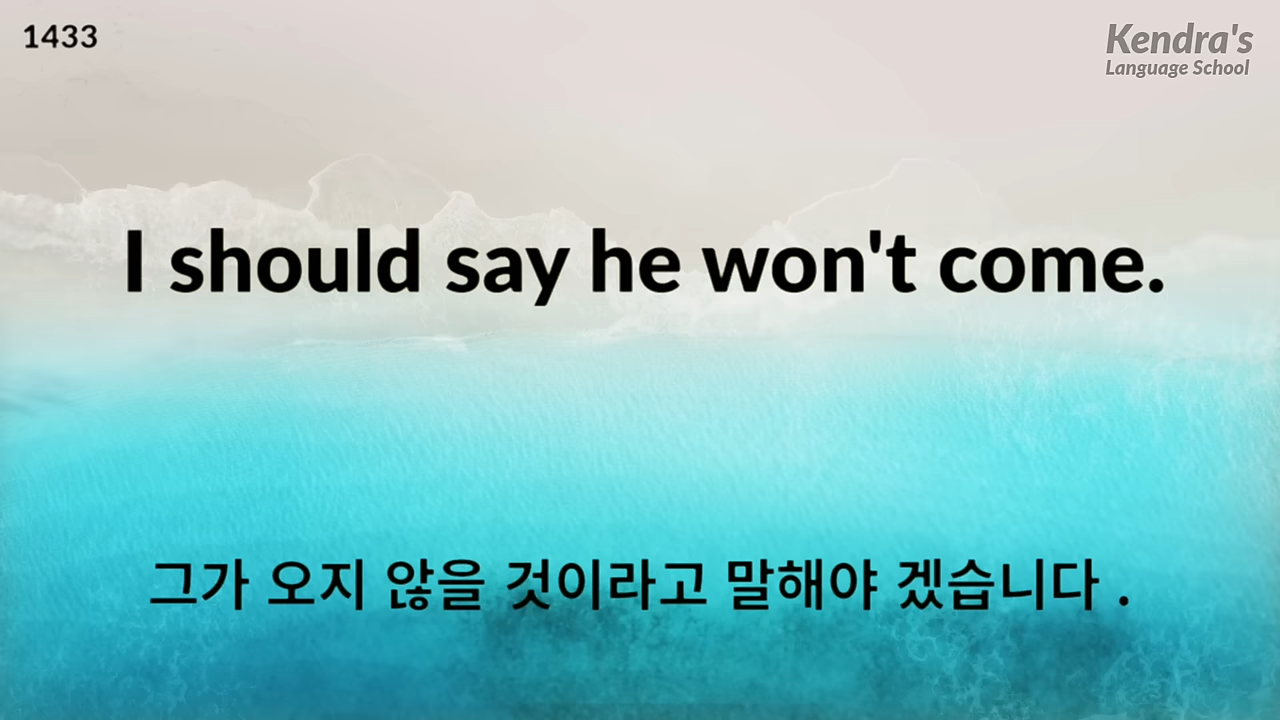 1433
Kendra's
Language School
I should say he won't come.
그가 오지 않을 것이라고 말해야 겠습니다 .